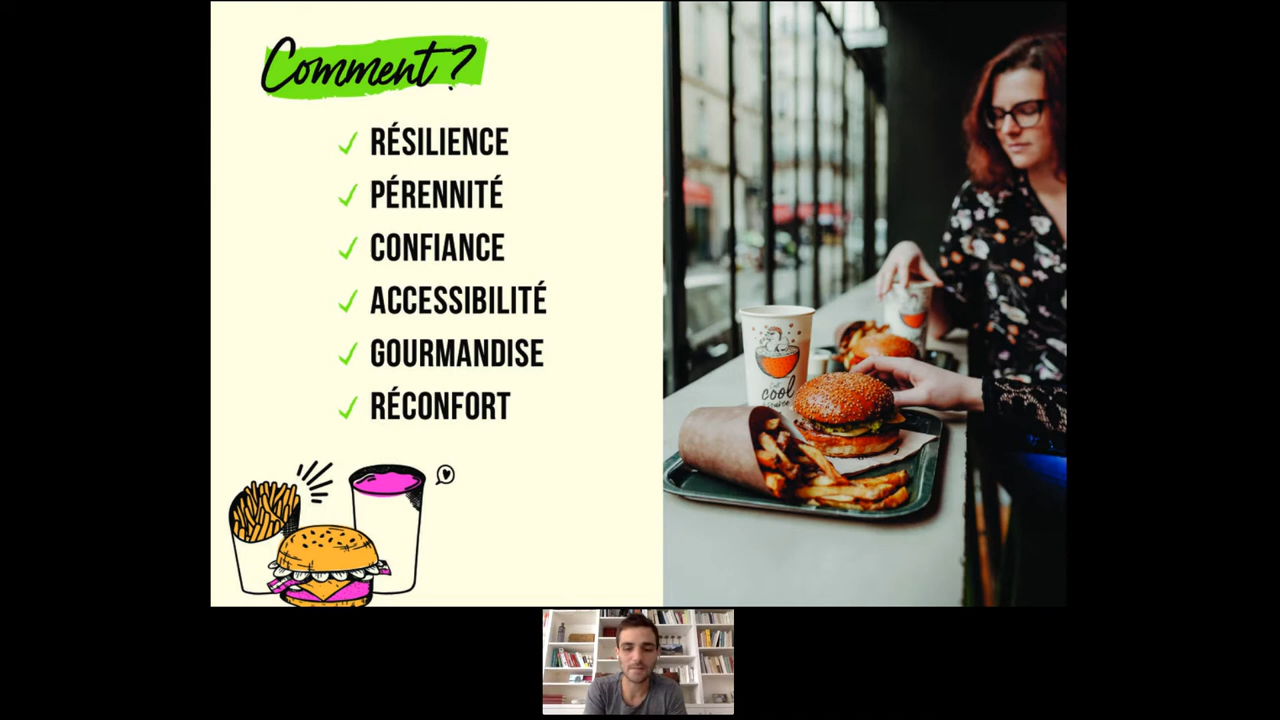 Comment ?
RÉSILIENCE
PÉRENNITÉ
CONFIANCE
ACCESSIBILITÉ
GOURMANDISE
RÉCONFORT
cool